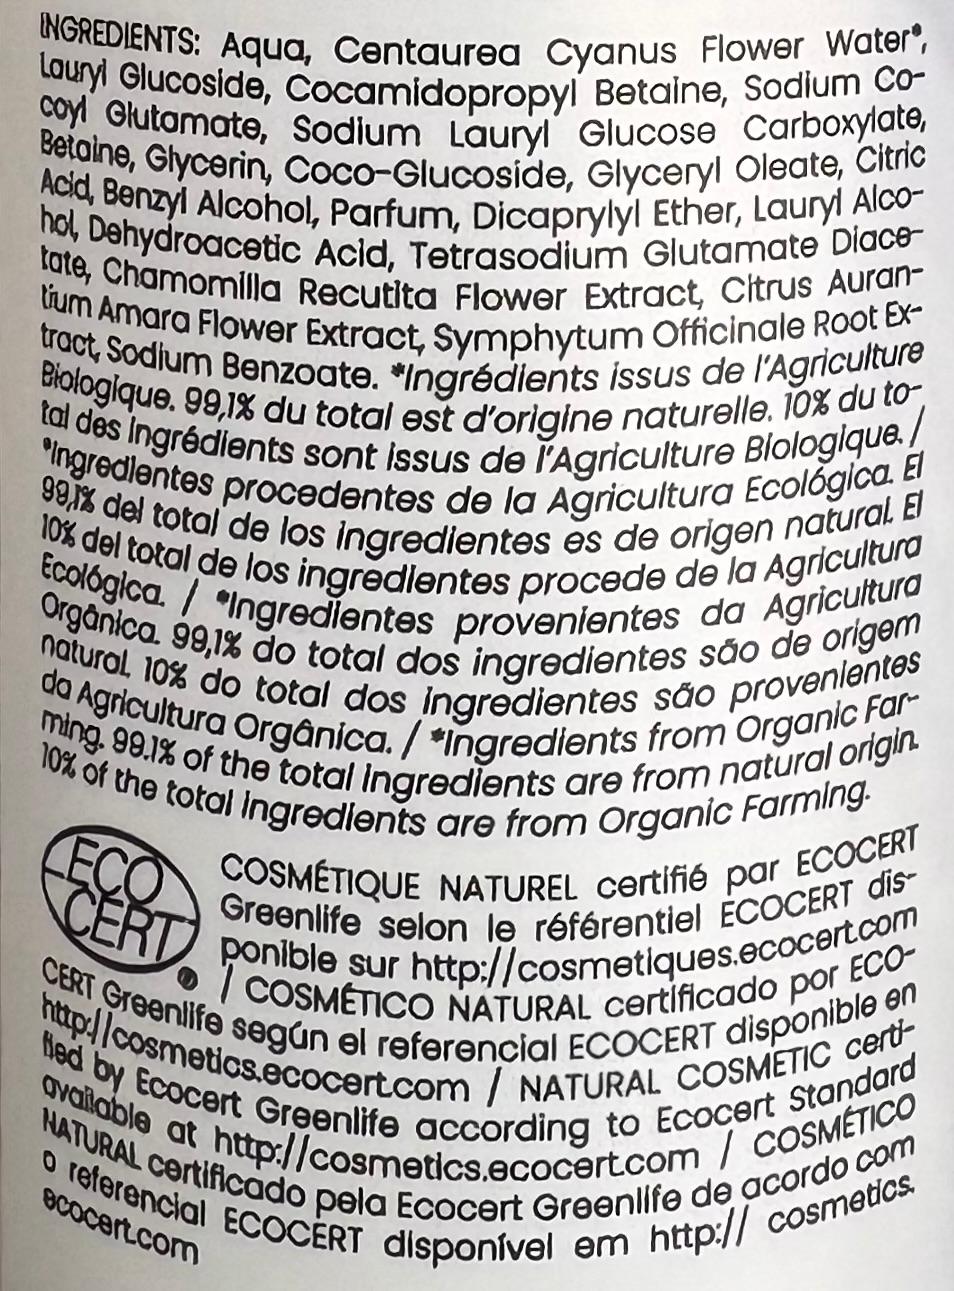 INGREDIENTS: Aqua, Centaurea Cyanus Flower Water*,
Lauryl Glucoside, Cocamidopropyl Betaine, Sodium Co-
coyl Glutamate, Sodium Lauryl Glucose Carboxylate,
Betaine, Glycerin, Coco-Glucoside, Glyceryl Oleate, Citric
Acid, Benzyl Alcohol, Parfum, Dicaprylyl Ether, Lauryl Alco-
hol, Dehydroacetic Acid, Tetrasodium Glutamate Diace-
tate, Chamomilla Recutita Flower Extract, Citrus Auran-
tium Amara Flower Extract, Symphytum Officinale Root Ex-
tract, Sodium Benzoate. *Ingrédients issus de l'Agriculture
Biologique. 99,1% du total est d'origine naturelle. 10% du to-
tal des ingrédients sont issus de l'Agriculture Biologique. /
*Ingredientes procedentes de la Agricultura Ecológica. El
99,1% del total de los ingredientes es de origen natural. El
10% del total de los ingredientes procede de la Agricultura
Ecológica. / *Ingredientes provenientes da Agricultura
Orgânica. 99,1% do total dos ingredientes são de origem
natural. 10% do total dos ingredientes são provenientes
da Agricultura Orgânica. / *Ingredients from Organic Far-
ming. 99.1% of the total ingredients are from natural origin.
10% of the total ingredients are from Organic Farming.
ECO
CERT
®
COSMÉTIQUE NATUREL certifié par ECOCERT
Greenlife selon le référentiel ECOCERT dis-
ponible sur http://cosmetiques.ecocert.com
/ COSMÉTICO NATURAL certificado por ECO-
CERT Greenlife según el referencial ECOCERT disponible en
http://cosmetics.ecocert.com / NATURAL COSMETIC certi-
fied by Ecocert Greenlife according to Ecocert Standard
available at http://cosmetics.ecocert.com / COSMÉTICO
NATURAL certificado pela Ecocert Greenlife de acordo com
o referencial ECOCERT disponível em http:// cosmetics.
ecocert.com